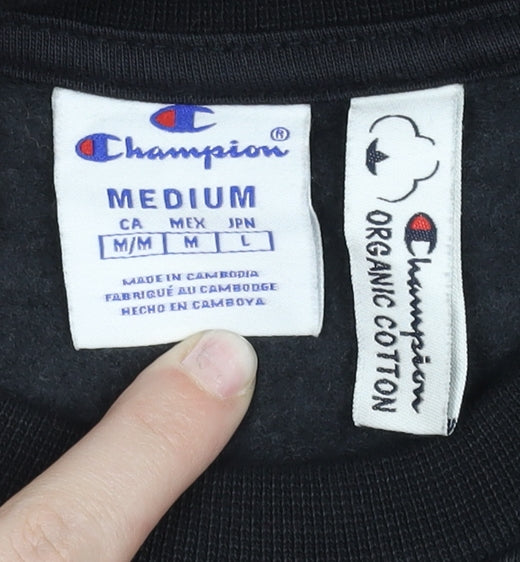 Champion®
MEDIUM
CA MEX JPN
M/M M L
MADE IN CAMBODIA
FABRIQUÉ AU CAMBODGE
HECHO EN CAMBOYA
Champion
ORGANIC COTTON